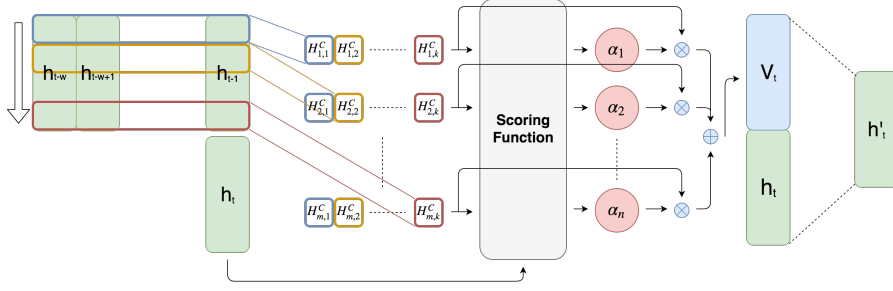 h_{t-w} h_{t-w+1} h_{t-1}
H^C_{1,1} H^C_{1,2} H^C_{1,k}
α_1
H^C_{2,1} H^C_{2,2} H^C_{2,k}
α_2
H^C_{m,1} H^C_{m,2} H^C_{m,k}
α_n
h_t
Scoring
Function
V_t
h_t
h'_t